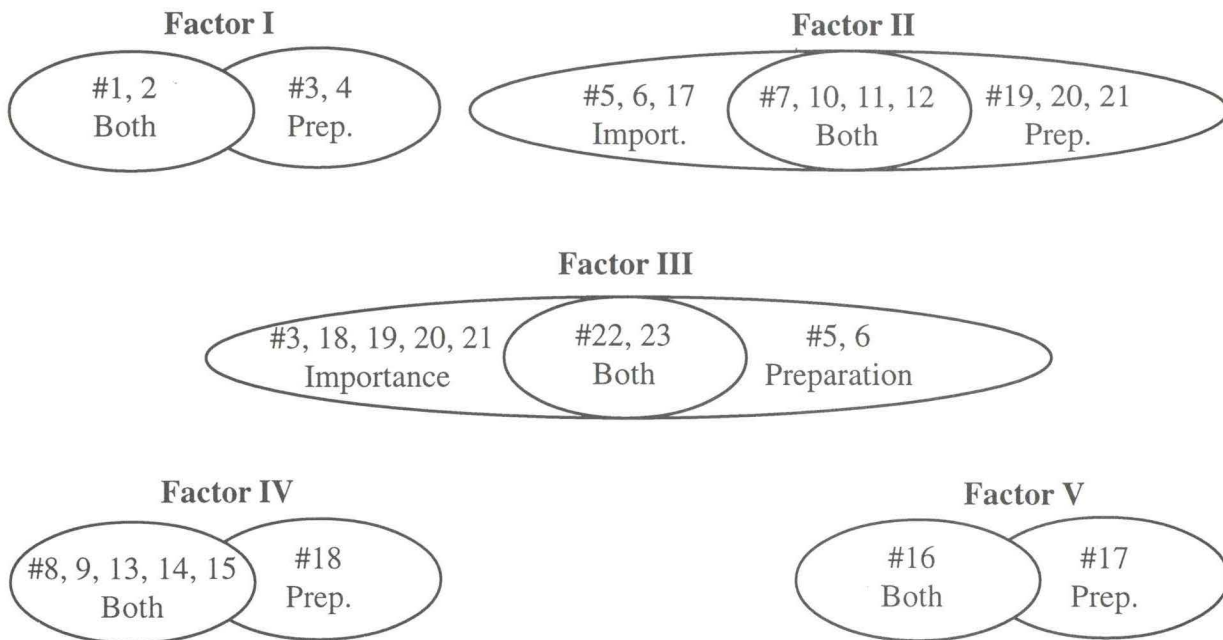 Factor I
#1, 2
Both
#3, 4
Prep.
Factor II
#5, 6, 17
Import.
#7, 10, 11, 12
Both
#19, 20, 21
Prep.
Factor III
#3, 18, 19, 20, 21
Importance
#22, 23
Both
#5, 6
Preparation
Factor IV
#8, 9, 13, 14, 15
Both
#18
Prep.
Factor V
#16
Both
#17
Prep.